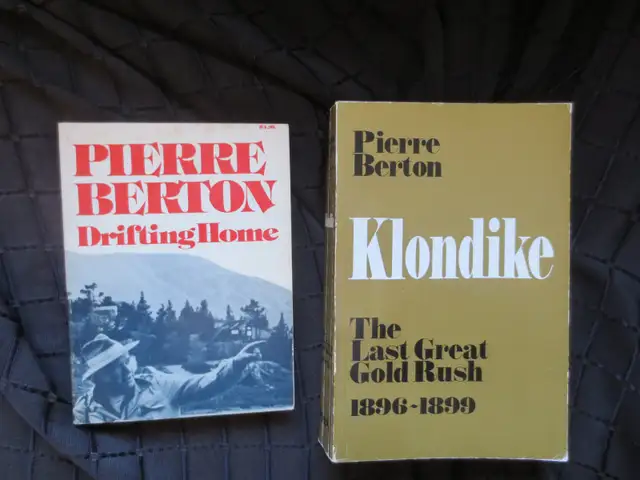 PIERRE
BERTON
Drifting Home
Pierre
Berton
Klondike
The
Last Great
Gold Rush
1896-1899